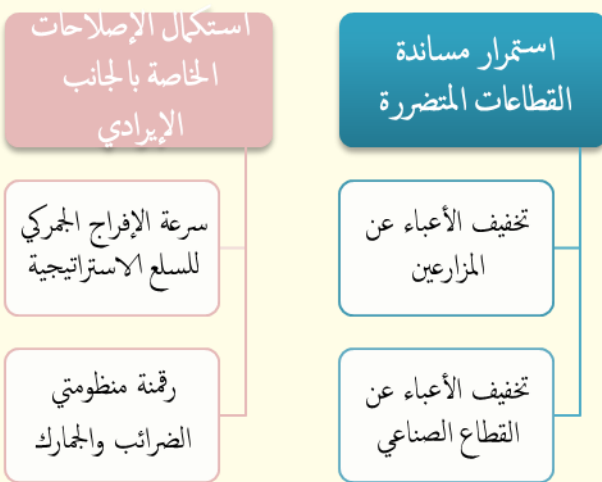 استمرار مساندة
القطاعات المتضررة
تخفيف الأعباء عن
المزارعين
تخفيف الأعباء عن
القطاع الصناعي
استكمال الإصلاحات
الخاصة بالجانب
الإيرادي
سرعة الإفراج الجمركي
للسلع الاستراتيجية
رقمنة منظومتي
الضرائب والجمارك